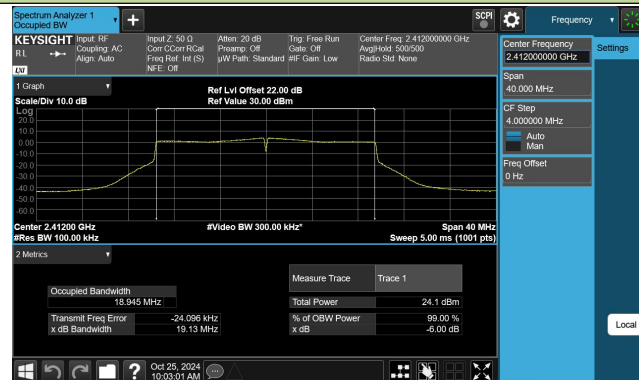 Spectrum Analyzer 1
Occupied BW
SCPI
Frequency
KEYSIGHT
RL
LXI
Input: RF
Coupling: AC
Align: Auto
Input Z: 50 Ω
Corr CCorr RCal
Freq Ref: Int (S)
NFE: Off
Atten: 20 dB
Preamp: Off
µW Path: Standard
Trig: Free Run
Gate: Off
#IF Gain: Low
Center Freq: 2.412000000 GHz
Avg|Hold: 500/500
Radio Std: None
Center Frequency
2.412000000 GHz
Settings
Span
40.000 MHz
CF Step
4.000000 MHz
Auto
Man
Freq Offset
0 Hz
Local
1 Graph
Scale/Div 10.0 dB
Ref Lvl Offset 22.00 dB
Ref Value 30.00 dBm
Log
20.0
10.0
0.00
-10.0
-20.0
-30.0
-40.0
-50.0
-60.0
Center 2.41200 GHz
#Video BW 300.00 kHz*
Span 40 MHz
#Res BW 100.00 kHz
Sweep 5.00 ms (1001 pts)
2 Metrics
Measure Trace Trace 1
Occupied Bandwidth
18.945 MHz
Total Power 24.1 dBm
Transmit Freq Error -24.096 kHz
% of OBW Power 99.00 %
x dB Bandwidth 19.13 MHz
x dB -6.00 dB
?
Oct 25, 2024
10:03:01 AM